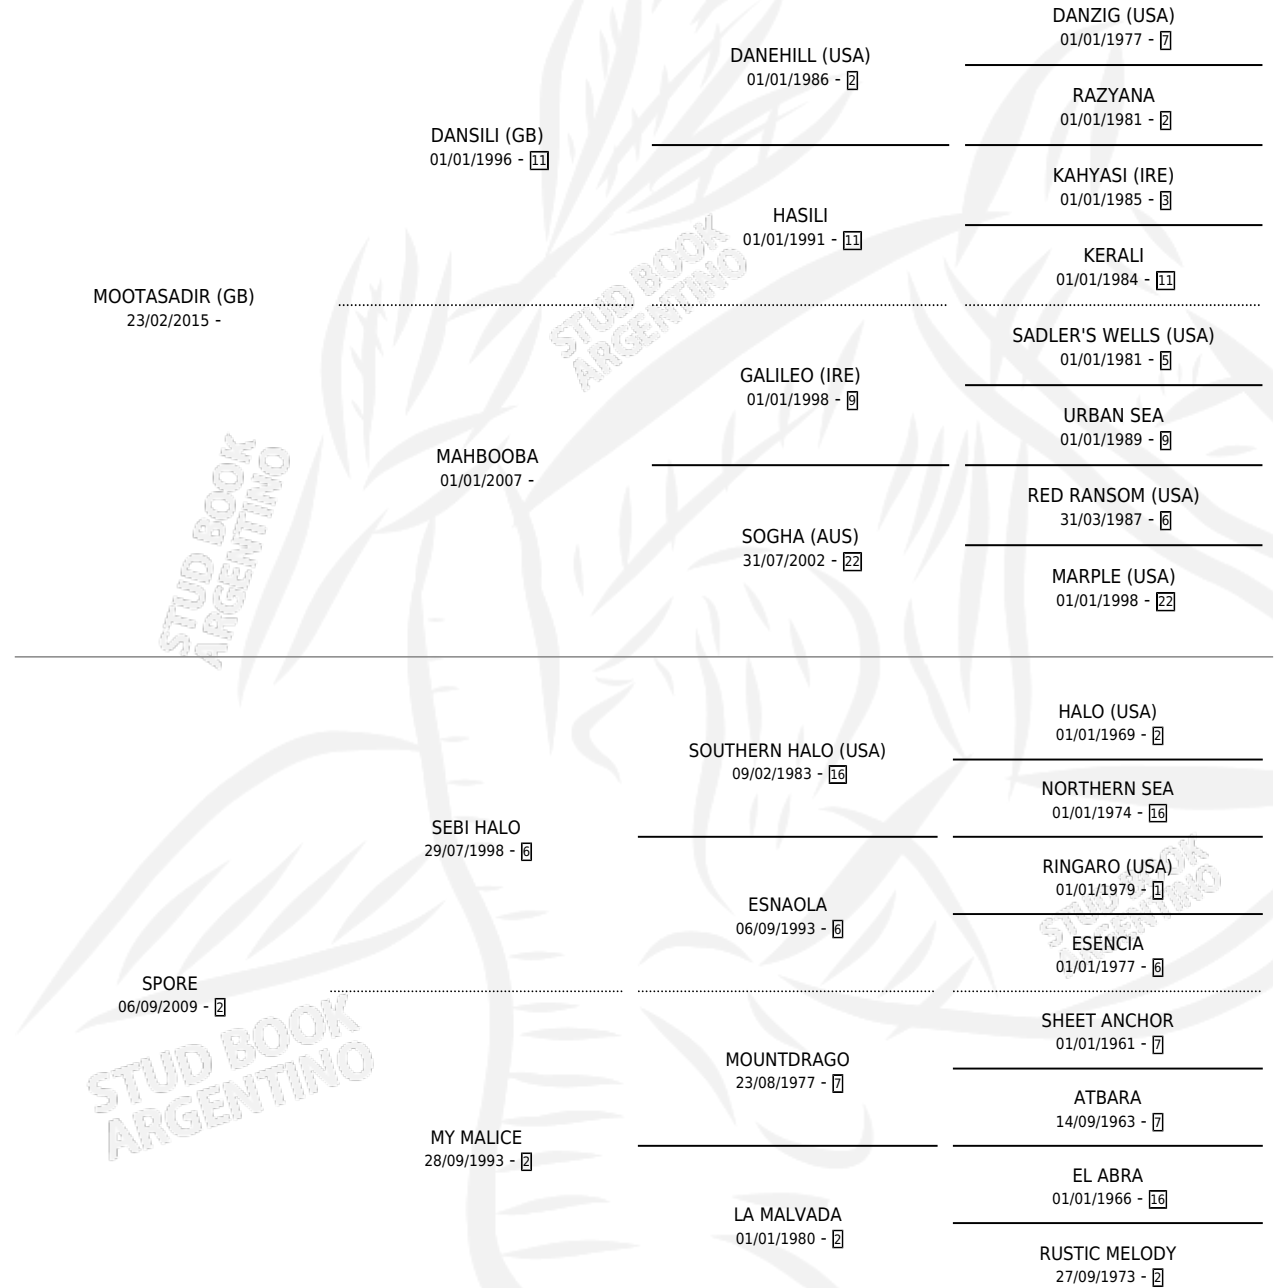 DANZIG (USA)
01/01/1977 - 7
DANEHILL (USA)
01/01/1986 - 2
RAZYANA
01/01/1981 - 2
DANSILI (GB)
01/01/1996 - 11
KAHYASI (IRE)
01/01/1985 - 3
HASILI
01/01/1991 - 11
KERALI
01/01/1984 - 11
MOOTASADIR (GB)
23/02/2015 -
SADLER'S WELLS (USA)
01/01/1981 - 5
GALILEO (IRE)
01/01/1998 - 9
URBAN SEA
01/01/1989 - 9
MAHBOOBA
01/01/2007 -
RED RANSOM (USA)
31/03/1987 - 6
SOGHA (AUS)
31/07/2002 - 22
MARPLE (USA)
01/01/1998 - 22
STUD BOOK
ARGENTINO
STUD BOOK
ARGENTINO
HALO (USA)
01/01/1969 - 2
SOUTHERN HALO (USA)
09/02/1983 - 16
NORTHERN SEA
01/01/1974 - 16
SEBI HALO
29/07/1998 - 6
RINGARO (USA)
01/01/1979 - 1
ESNAOLA
06/09/1993 - 6
ESENCIA
01/01/1977 - 6
STUD BOOK
ARGENTINO
SPORE
06/09/2009 - 2
SHEET ANCHOR
01/01/1961 - 7
MOUNTDRAGO
23/08/1977 - 7
ATBARA
14/09/1963 - 7
MY MALICE
28/09/1993 - 2
EL ABRA
01/01/1966 - 16
LA MALVADA
01/01/1980 - 2
RUSTIC MELODY
27/09/1973 - 2
STUD BOOK
ARGENTINO